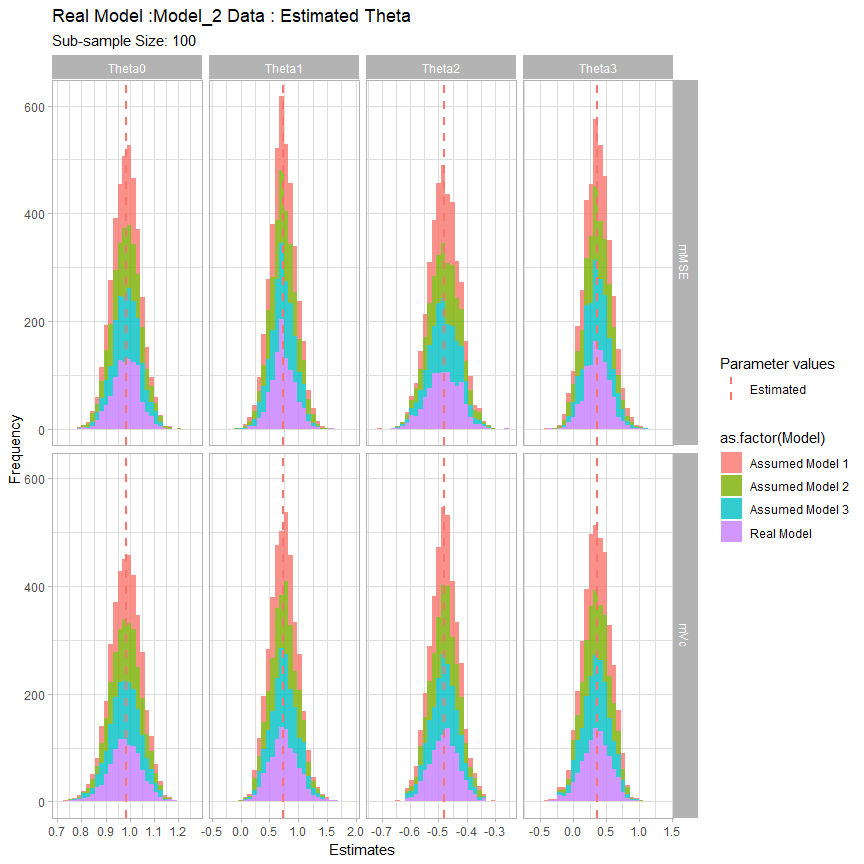 Real Model :Model_2 Data : Estimated Theta
Sub-sample Size: 100
Theta0 Theta1 Theta2 Theta3
600
400
200
0
mMSE
600
400
200
0
mVc
0.7 0.8 0.9 1.0 1.1 1.2
-0.5 0.0 0.5 1.0 1.5 2.0
-0.7 -0.6 -0.5 -0.4 -0.3
-0.5 0.0 0.5 1.0 1.5
Estimates
Frequency
Parameter values
Estimated
as.factor(Model)
Assumed Model 1
Assumed Model 2
Assumed Model 3
Real Model